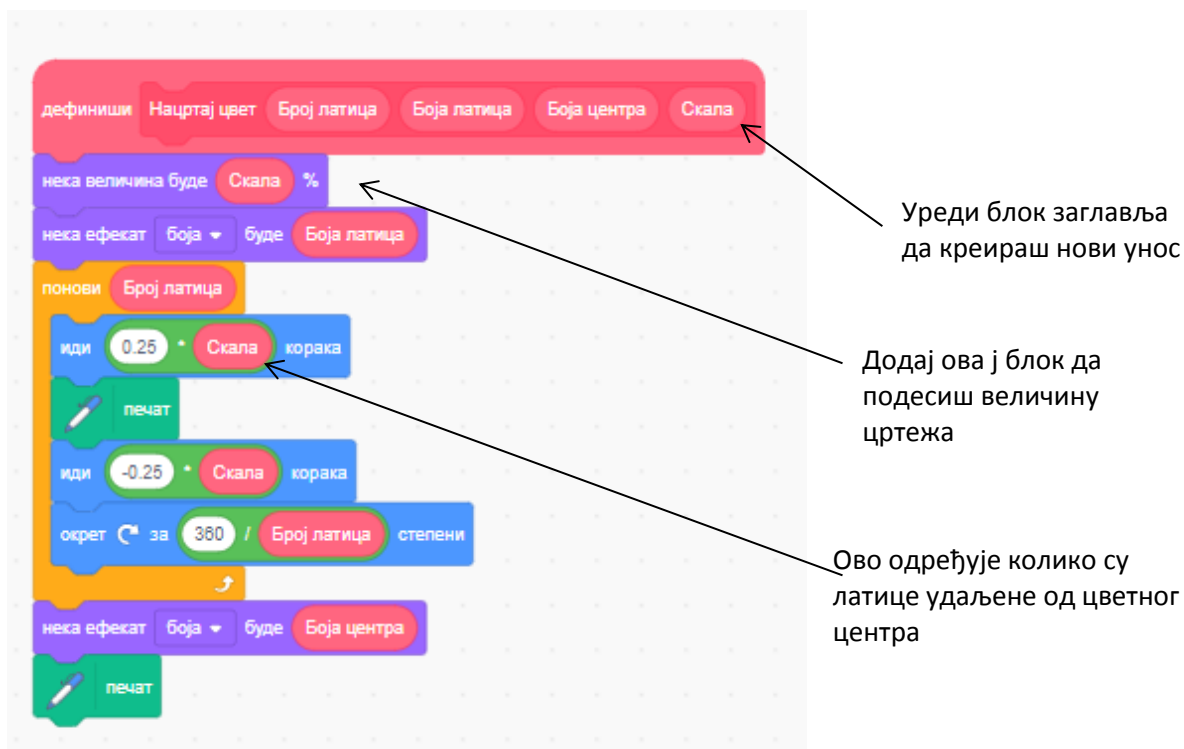 дефиниши Нацртај цвет Број латица Боја латица Боја центра Скала
нека величина буде Скала %
нека ефекат боја буде Боја латица
понови Број латица
иди 0.25 * Скала корака
печат
иди -0.25 * Скала корака
окрет за 360 / Број латица степени
нека ефекат боја буде Боја центра
печат
Уреди блок заглавља
да креираш нови унос
Додај ова ј блок да
подесиш величину
цртежа
Ово одређује колико су
латице удаљене од цветног
центра